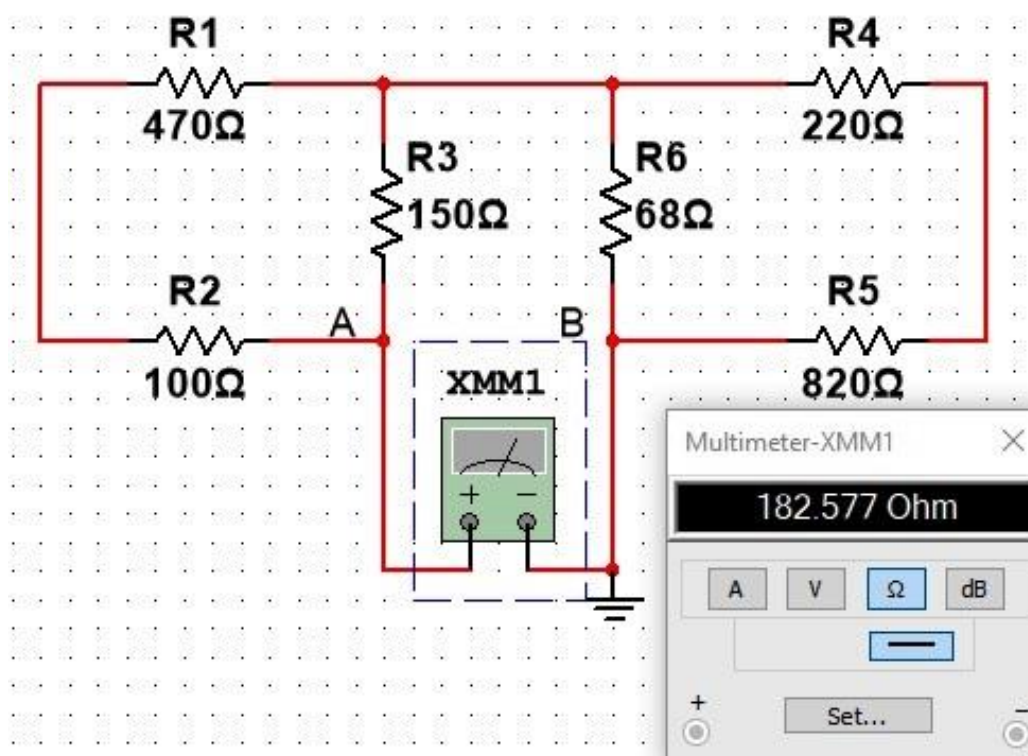 R1
470Ω
R4
220Ω
R3
150Ω
R6
68Ω
R2
100Ω
A
B
R5
820Ω
XMM1
+ −
Multimeter-XMM1
182.577 Ohm
A V Ω dB
+ −
Set...